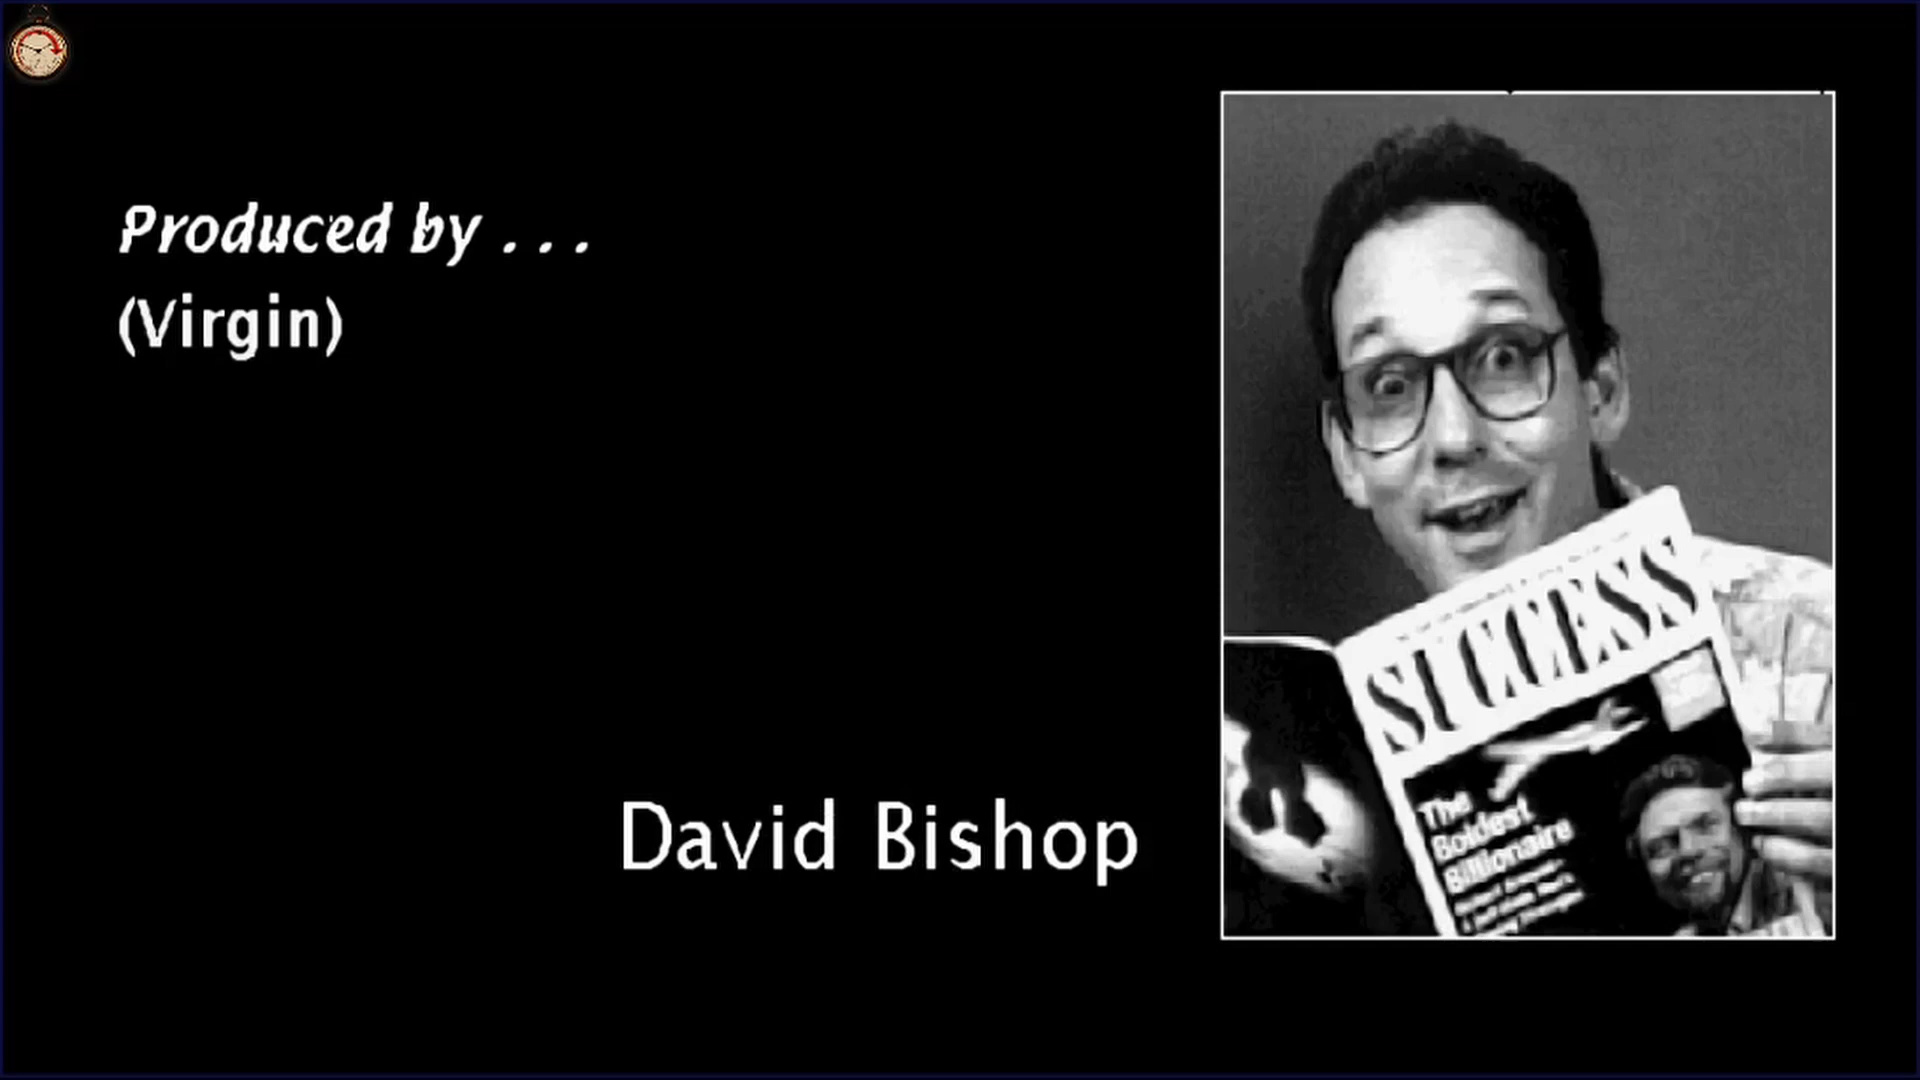 Produced by . . .
(Virgin)
SUCCESS
The
Boldest
Billionaire
David Bishop